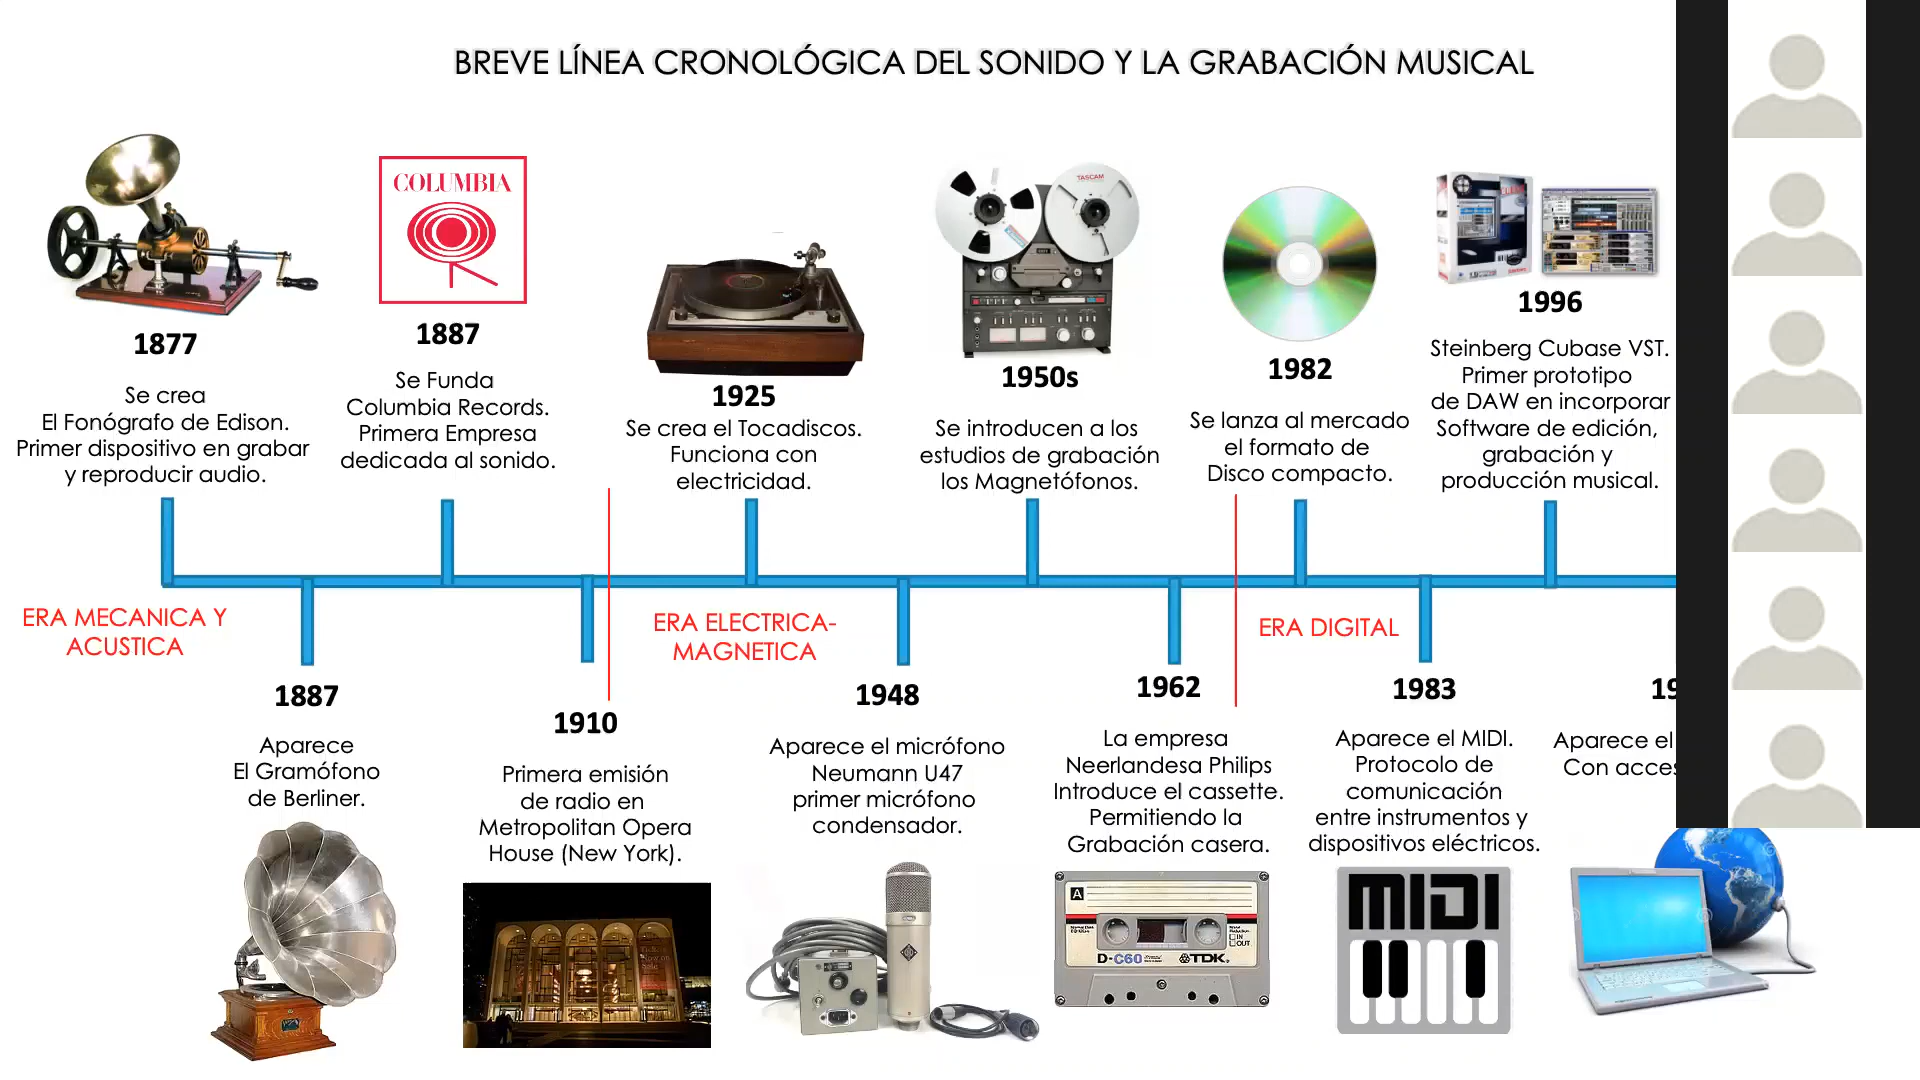 BREVE LÍNEA CRONOLÓGICA DEL SONIDO Y LA GRABACIÓN MUSICAL
COLUMBIA
1877
Se crea
El Fonógrafo de Edison.
Primer dispositivo en grabar
y reproducir audio.
1887
Se Funda
Columbia Records.
Primera Empresa
dedicada al sonido.
1925
Se crea el Tocadiscos.
Funciona con
electricidad.
TASCAM
1950s
Se introducen a los
estudios de grabación
los Magnetófonos.
1982
Se lanza al mercado
el formato de
Disco compacto.
1996
Steinberg Cubase VST.
Primer prototipo
de DAW en incorporar
Software de edición,
grabación y
producción musical.
ERA MECANICA Y
ACUSTICA
ERA ELECTRICA-
MAGNETICA
ERA DIGITAL
1887
Aparece
El Gramófono
de Berliner.
1910
Primera emisión
de radio en
Metropolitan Opera
House (New York).
1948
Aparece el micrófono
Neumann U47
primer micrófono
condensador.
1962
La empresa
Neerlandesa Philips
Introduce el cassette.
Permitiendo la
Grabación casera.
A
IN
OUT
D-C60
TDK
1983
Aparece el MIDI.
Protocolo de
comunicación
entre instrumentos y
dispositivos eléctricos.
MIDI
19
Aparece el
Con